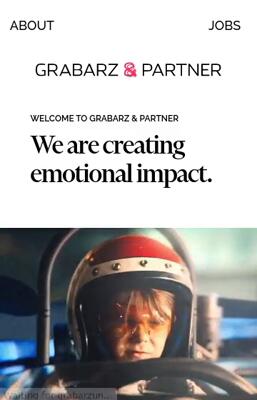 ABOUT JOBS
GRABARZ & PARTNER
WELCOME TO GRABARZ & PARTNER
We are creating
emotional impact.
Waiting for grabarzun...